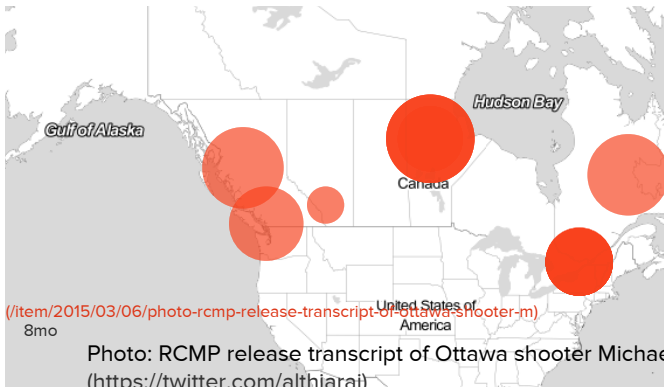 Hudson Bay
Gulf of Alaska
Canada
(/item/2015/03/06/photo-rcmp-release-transcript-of-ottawa-shooter-m)
United States of
America
8mo
Photo: RCMP release transcript of Ottawa shooter Michae
(https://twitter.com/althiaraj)